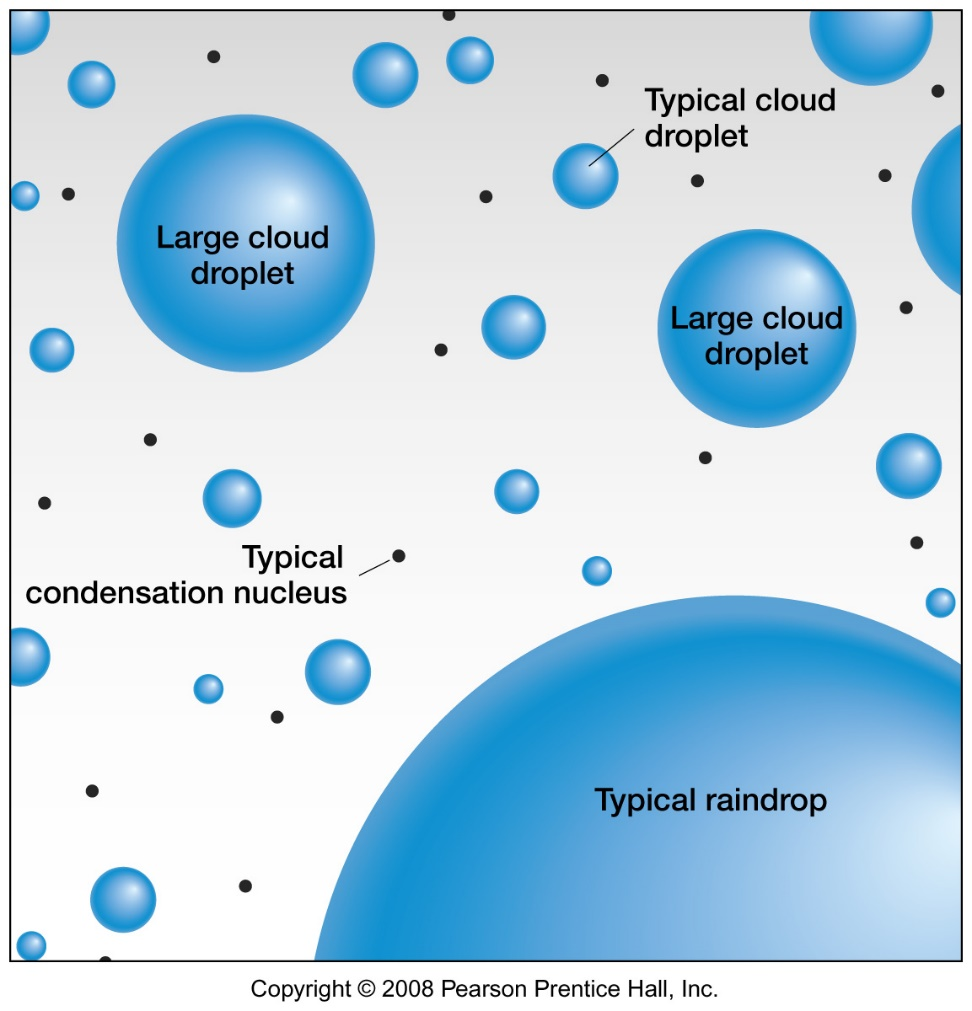 Typical cloud
droplet
Large cloud
droplet
Large cloud
droplet
Typical
condensation nucleus
Typical raindrop
Copyright © 2008 Pearson Prentice Hall, Inc.